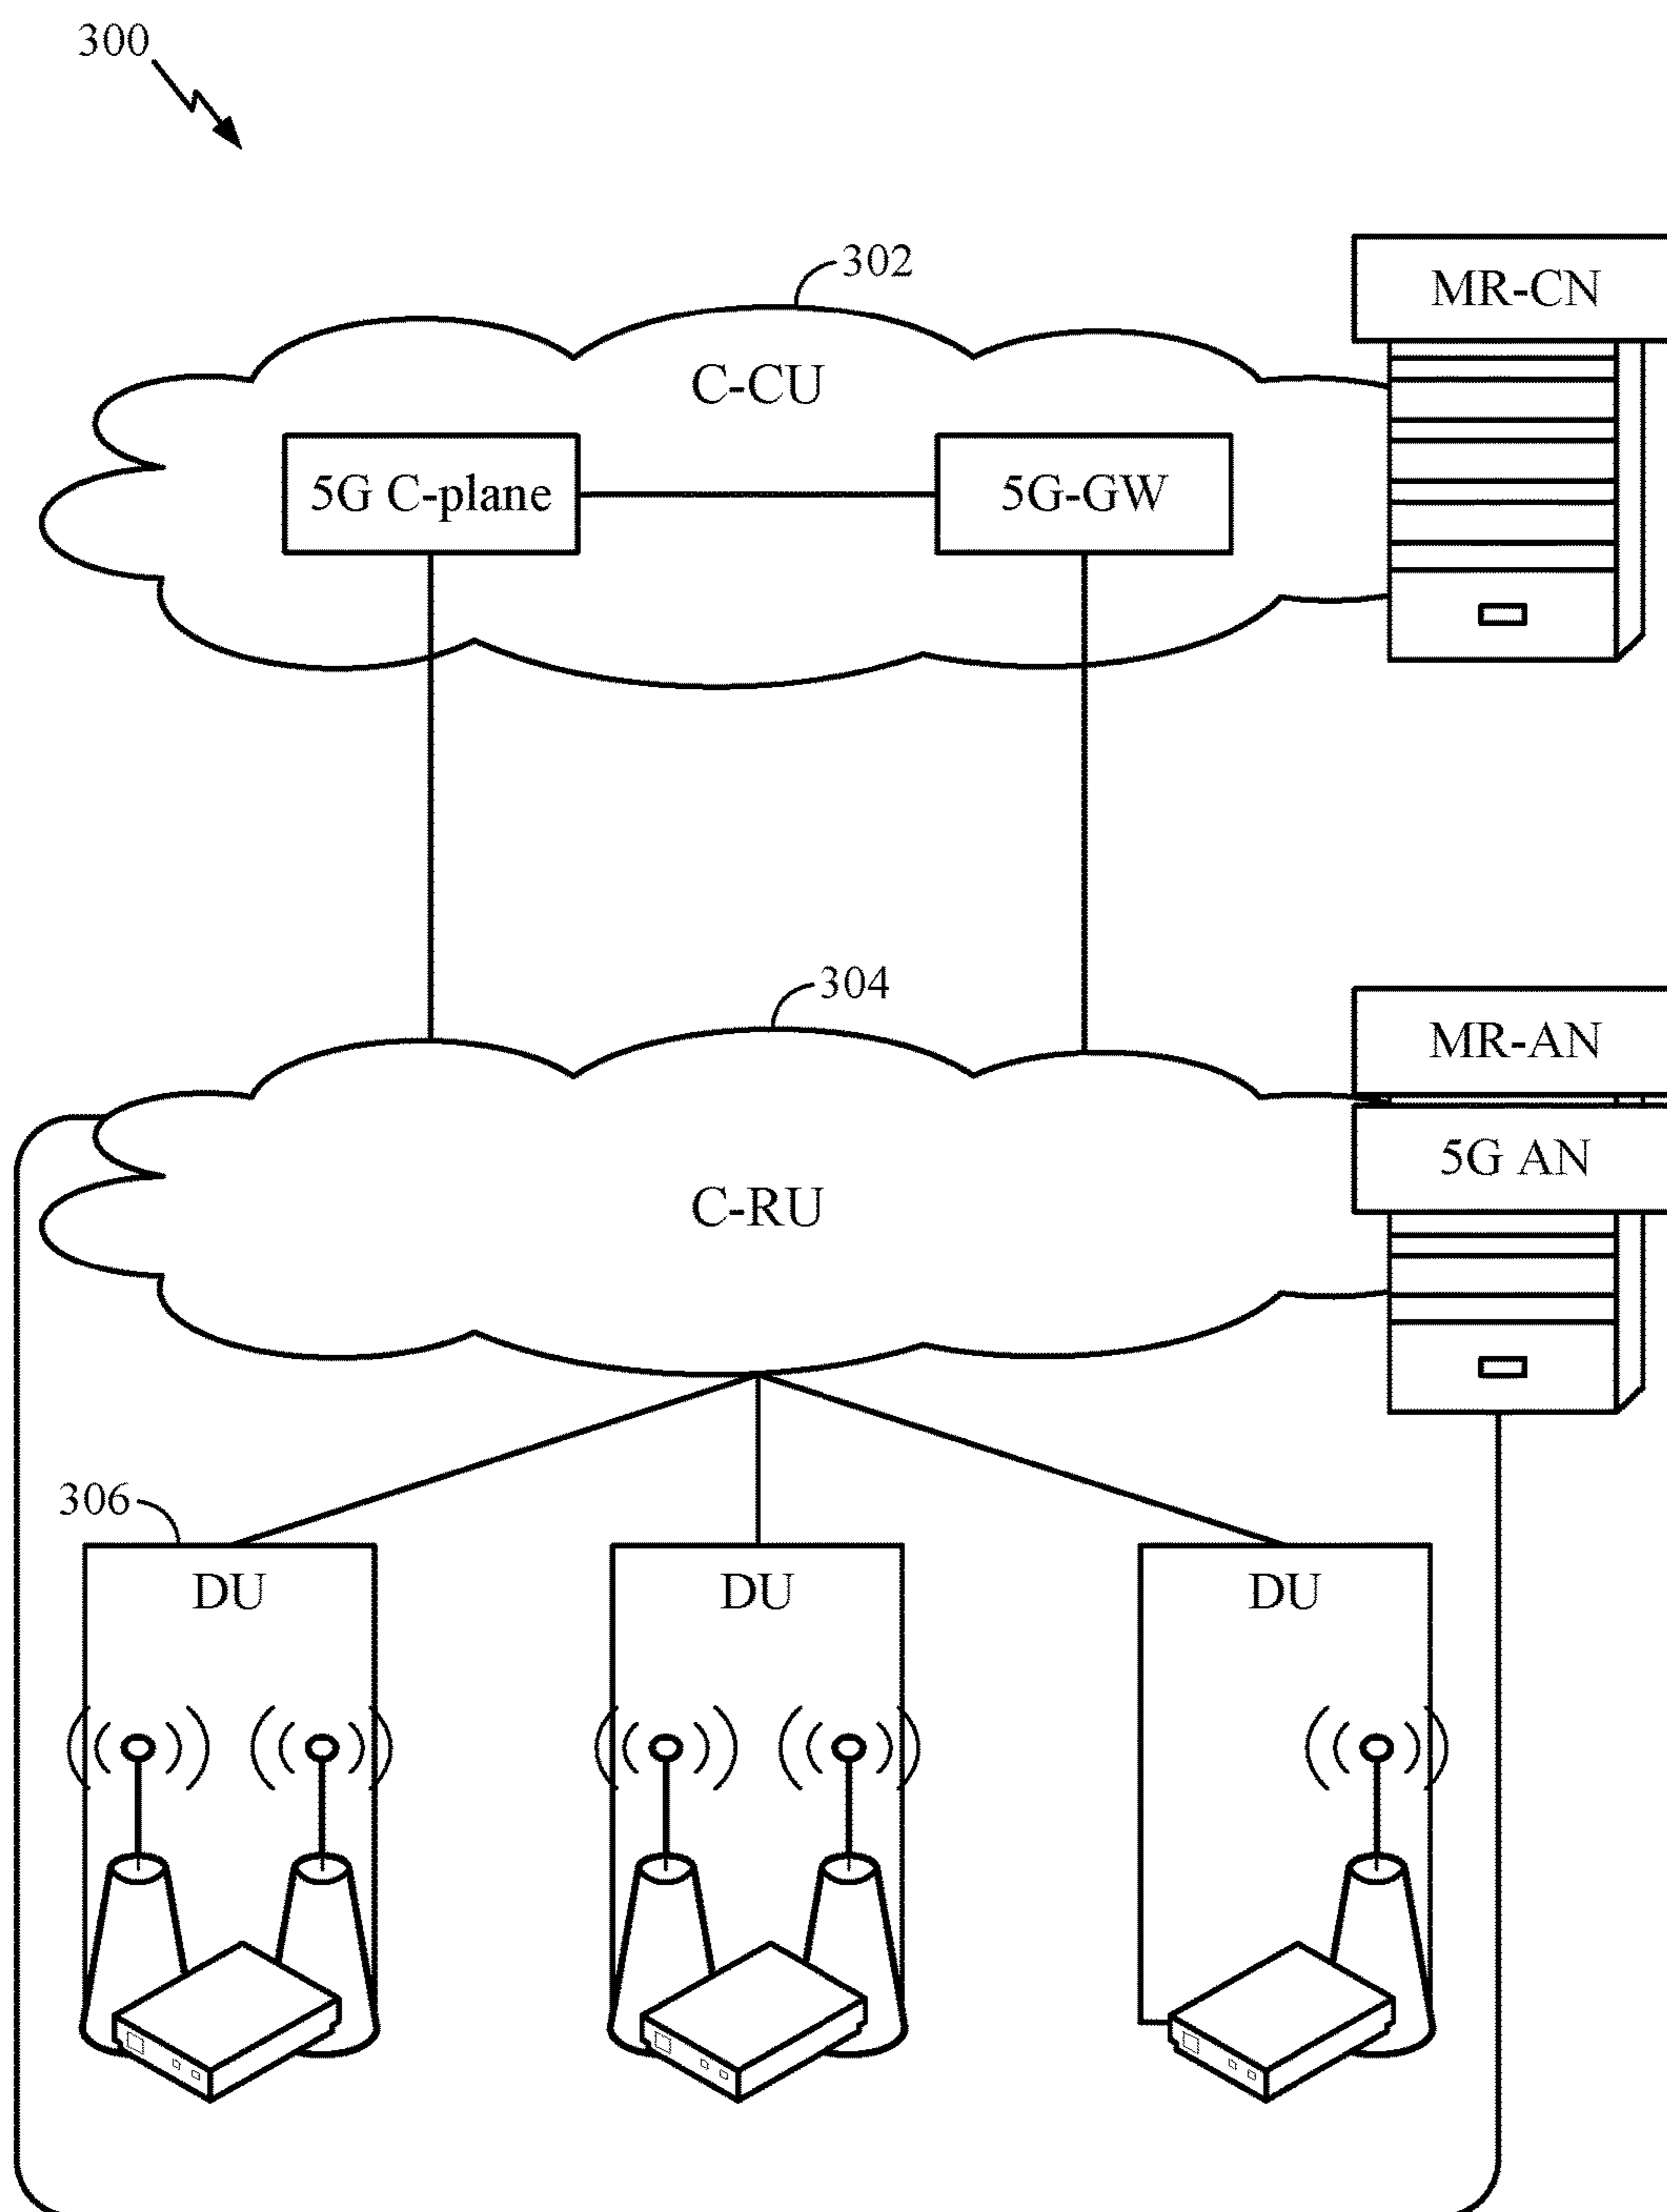 300
302
MR-CN
C-CU
5G C-plane
5G-GW
304
MR-AN
5G AN
C-RU
306
DU
DU
DU